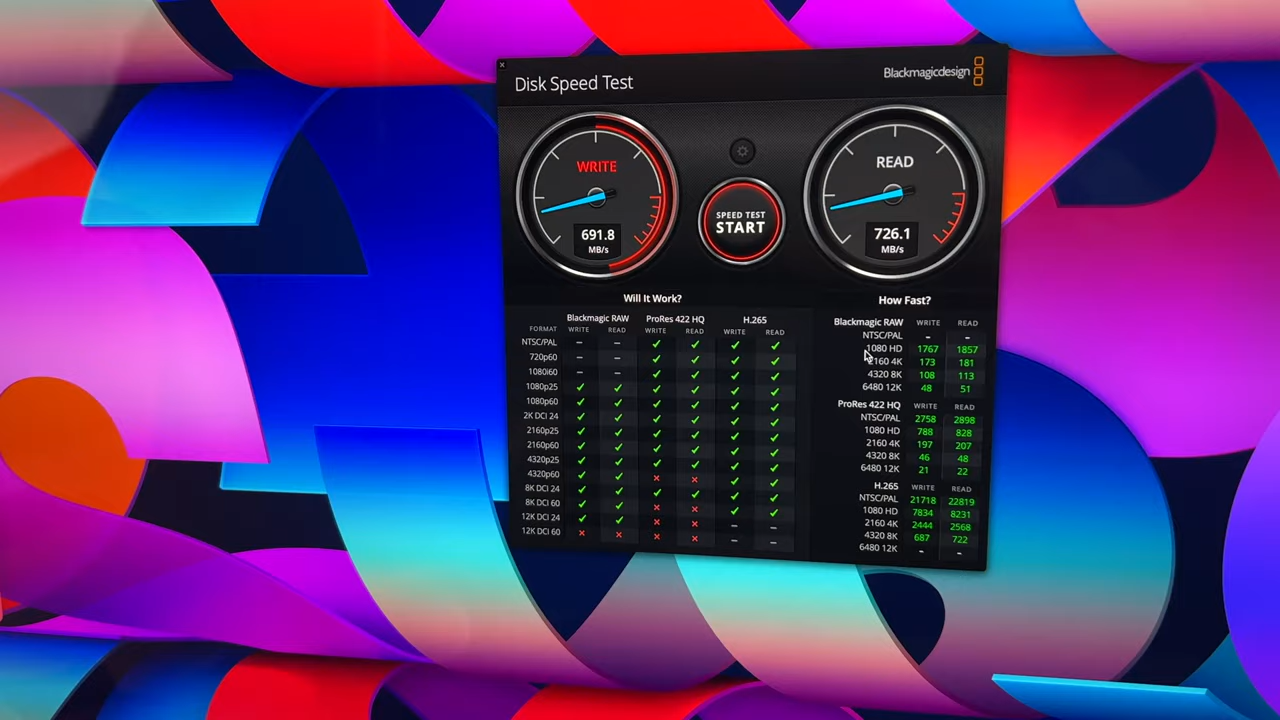 Disk Speed Test
Blackmagicdesign
WRITE
691.8
MB/s
SPEED TEST
START
READ
726.1
MB/s
Will It Work?
Blackmagic RAW ProRes 422 HQ H.265
FORMAT WRITE READ WRITE READ WRITE READ
NTSC/PAL – – ✓ ✓ ✓ ✓
720p60 – – ✓ ✓ ✓ ✓
1080i60 – – ✓ ✓ ✓ ✓
1080p25 ✓ ✓ ✓ ✓ ✓ ✓
1080p60 ✓ ✓ ✓ ✓ ✓ ✓
2K DCI 24 ✓ ✓ ✓ ✓ ✓ ✓
2160p25 ✓ ✓ ✓ ✓ ✓ ✓
2160p60 ✓ ✓ ✓ ✓ ✓ ✓
4320p25 ✓ ✓ ✓ ✓ ✓ ✓
4320p60 ✓ ✓ ✗ ✗ ✓ ✓
8K DCI 24 ✓ ✓ ✓ ✓ ✓ ✓
8K DCI 60 ✓ ✓ ✗ ✗ ✓ ✓
12K DCI 24 ✓ ✓ ✗ ✗ – –
12K DCI 60 ✗ ✗ ✗ ✗ – –
How Fast?
Blackmagic RAW WRITE READ
NTSC/PAL - -
1080 HD 1767 1857
2160 4K 173 181
4320 8K 108 113
6480 12K 48 51
ProRes 422 HQ WRITE READ
NTSC/PAL 2758 2898
1080 HD 788 828
2160 4K 197 207
4320 8K 46 48
6480 12K 21 22
H.265 WRITE READ
NTSC/PAL 21718 22819
1080 HD 7834 8231
2160 4K 2444 2568
4320 8K 687 722
6480 12K - -